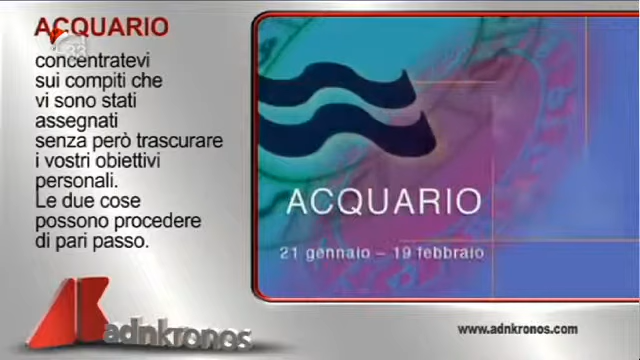 ACQUARIO
concentratevi
sui compiti che
vi sono stati
assegnati
senza però trascurare
i vostri obiettivi
personali.
Le due cose
possono procedere
di pari passo.
ACQUARIO
21 gennaio – 19 febbraio
adnkronos
www.adnkronos.com